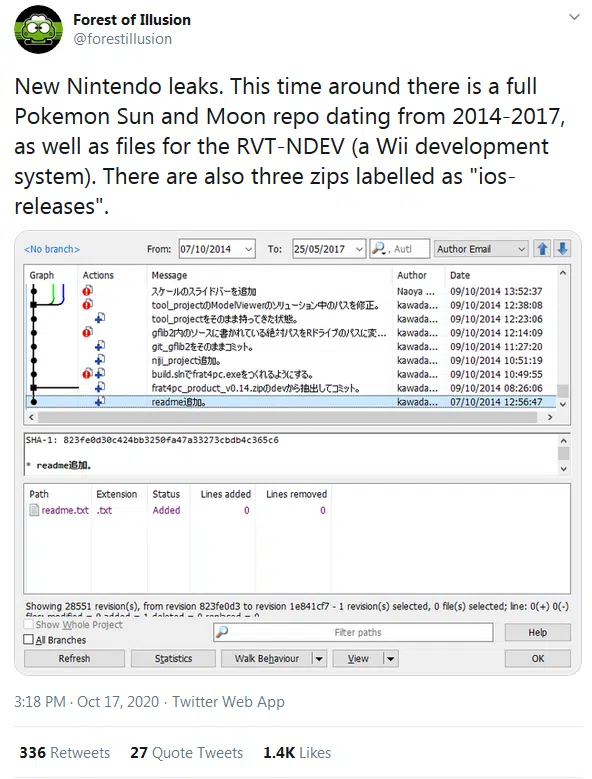 Forest of Illusion
@forestillusion
New Nintendo leaks. This time around there is a full
Pokemon Sun and Moon repo dating from 2014-2017,
as well as files for the RVT-NDEV (a Wii development
system). There are also three zips labelled as "ios-
releases".
<No branch> From: 07/10/2014 To: 25/05/2017 , Autl Author Email
Graph Actions Message Author Date
スケールのスライドバーを追加 Naoya ... 09/10/2014 13:52:37
tool_projectのModelViewerのソリューション中のパスを修正。 kawada... 09/10/2014 12:38:08
tool_projectをそのまま持ってきた状態。 kawada... 09/10/2014 12:23:06
gflib2内のソースに書かれている絶対パスをRドライブのパスに変... kawada... 09/10/2014 12:14:09
git_gflib2をそのままコミット。 kawada... 09/10/2014 11:27:20
niji_project追加。 kawada... 09/10/2014 10:51:19
build.slnでfrat4pc.exeをつくれるようにする。 kawada... 09/10/2014 10:49:55
frat4pc_product_v0.14.zipのdevから抽出してコミット。 kawada... 09/10/2014 08:26:06
readme追加。 kawada... 07/10/2014 12:56:47
SHA-1: 823fe0d30c424bb3250fa47a33273cbdb4c365c6
* readme追加。
Path Extension Status Lines added Lines removed
readme.txt .txt Added 0 0
Showing 28551 revision(s), from revision 823fe0d3 to revision 1e841cf7 - 1 revision(s) selected, 0 file(s) selected; line: 0(+) 0(-)
files: modified = 0 added = 1 deleted = 0 replaced = 0
Show Whole Project
All Branches Filter paths Help
Refresh Statistics Walk Behaviour View OK
3:18 PM · Oct 17, 2020 · Twitter Web App
336 Retweets 27 Quote Tweets 1.4K Likes